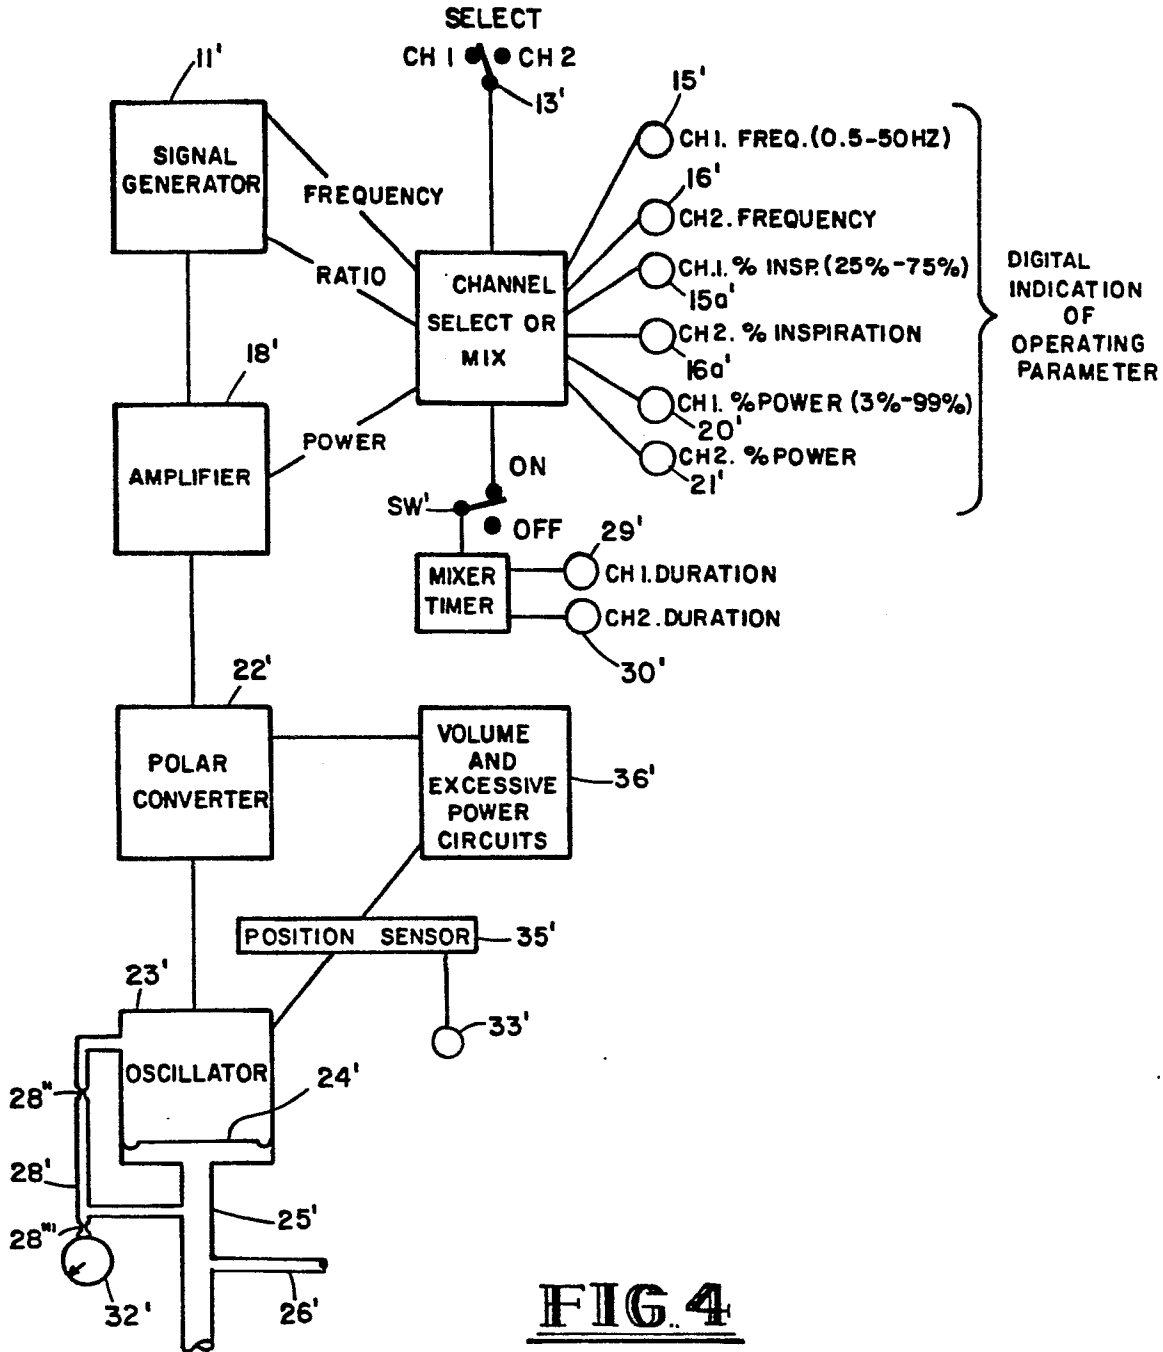 SELECT
CH 1 CH 2
13'
11'
SIGNAL
GENERATOR
FREQUENCY
RATIO
CHANNEL
SELECT OR
MIX
15'
CH1. FREQ.(0.5-50HZ)
16'
CH2. FREQUENCY
CH.1. % INSP.(25%-75%)
15a'
CH2. % INSPIRATION
16a'
CH1. %POWER (3%-99%)
20'
CH2. %POWER
21'
DIGITAL
INDICATION
OF
OPERATING
PARAMETER
18'
AMPLIFIER
POWER
ON
SW'
OFF
MIXER
TIMER
29'
CH1.DURATION
CH2.DURATION
30'
22'
POLAR
CONVERTER
VOLUME
AND
EXCESSIVE
POWER
CIRCUITS
36'
POSITION SENSOR
35'
33'
23'
OSCILLATOR
24'
28"
28'
28"'
25'
32'
26'
FIG. 4